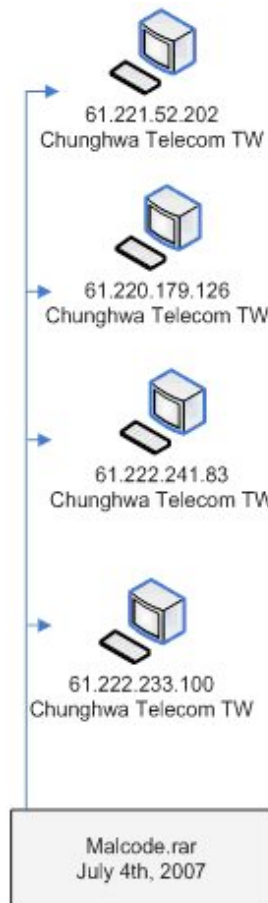 61.221.52.202
Chunghwa Telecom TW
61.220.179.126
Chunghwa Telecom TW
61.222.241.83
Chunghwa Telecom TW
61.222.233.100
Chunghwa Telecom TW
Malcode.rar
July 4th, 2007